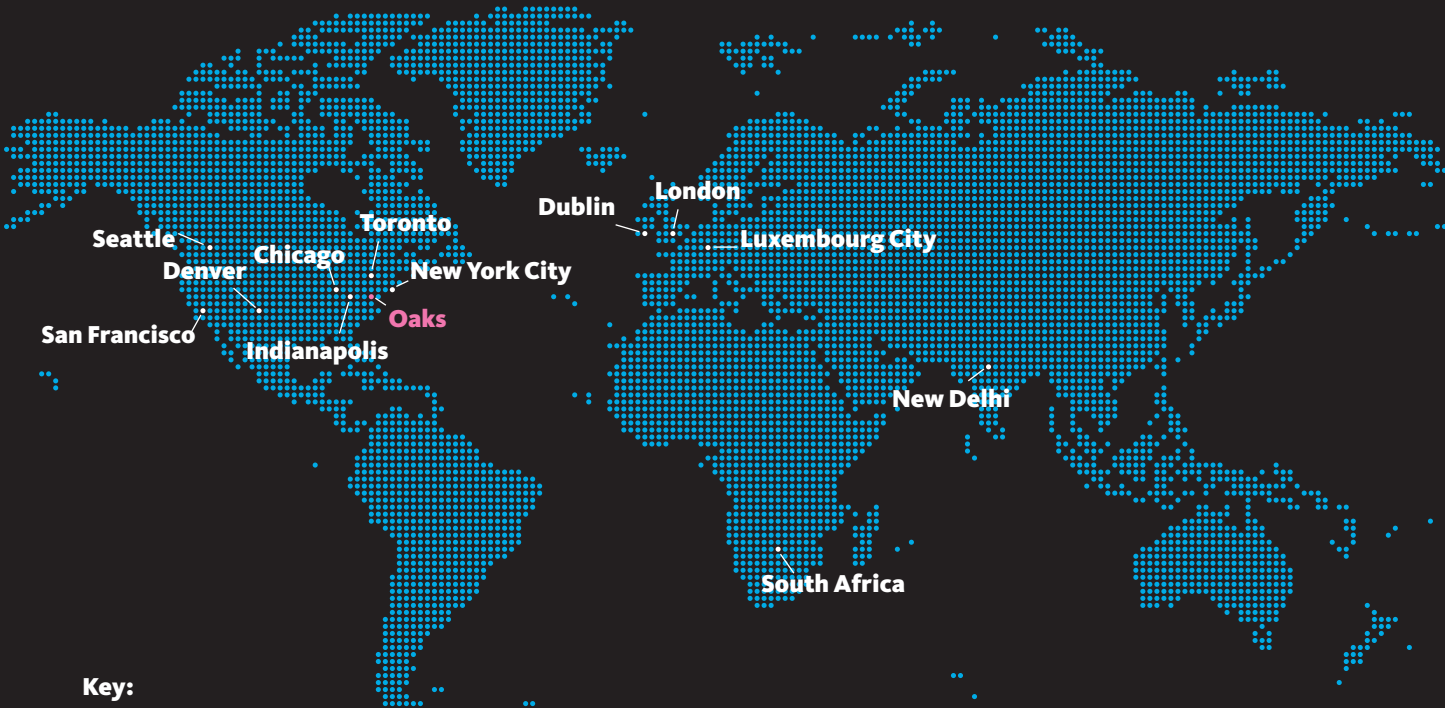 London
Dublin
Toronto
Seattle
Luxembourg City
Chicago
Denver
New York City
Oaks
San Francisco
Indianapolis
New Delhi
South Africa
Key: